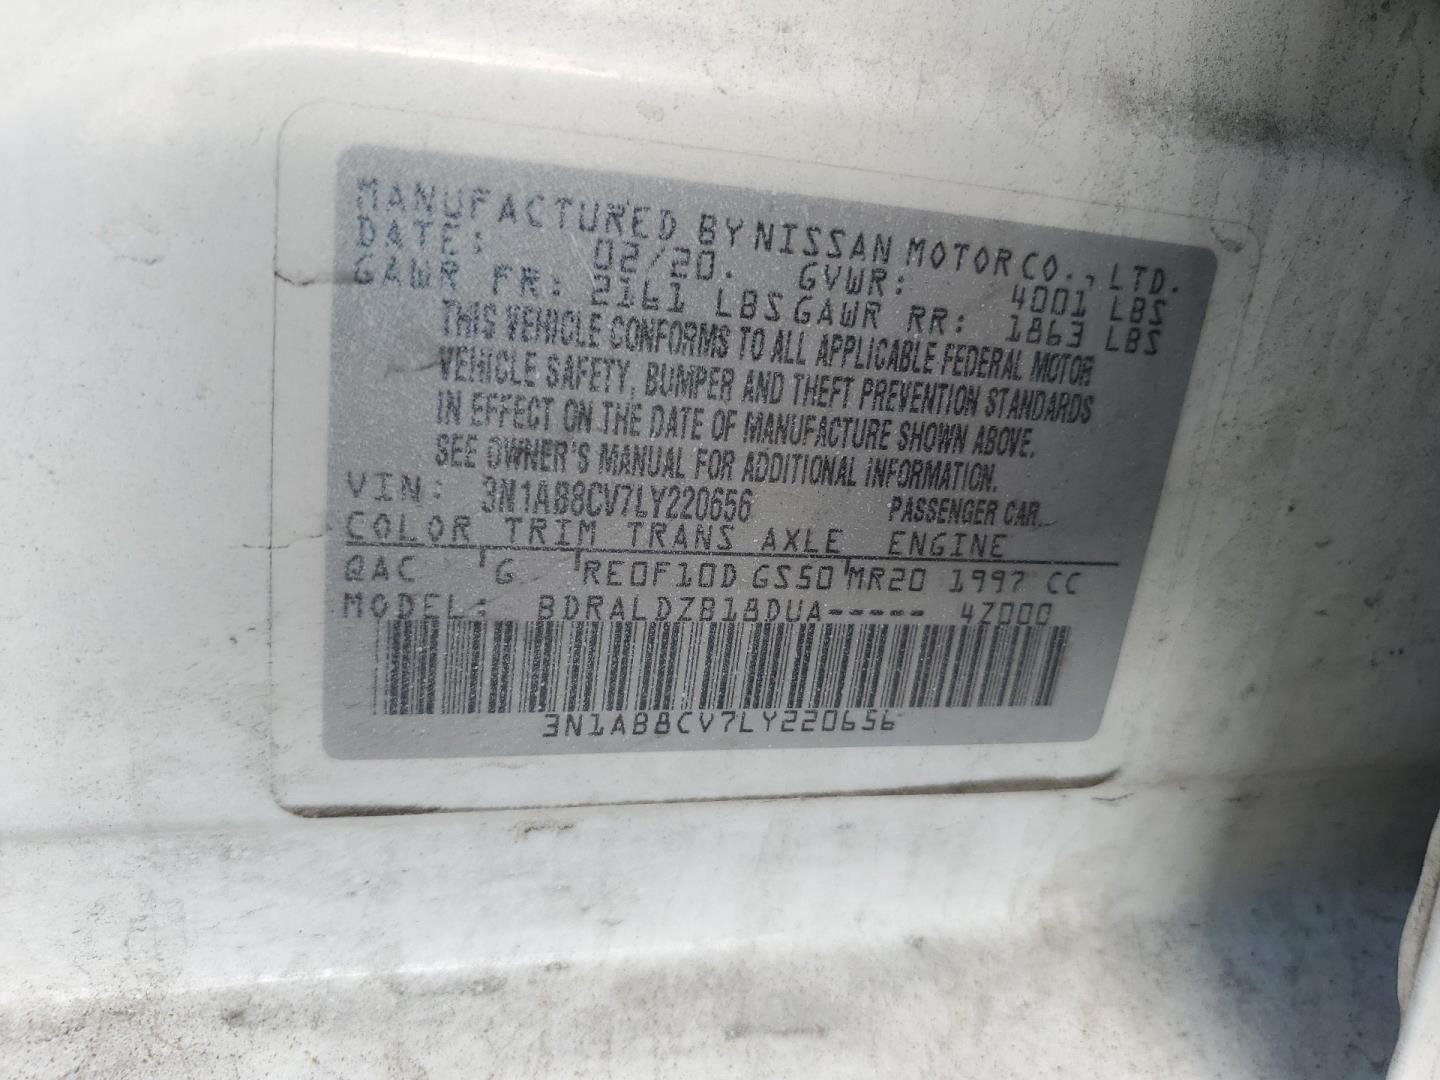 MANUFACTURED BY NISSAN MOTOR CO., LTD.
DATE: 02/20. GVWR: 4001 LBS
GAWR FR: 2161 LBS GAWR RR: 1863 LBS
THIS VEHICLE CONFORMS TO ALL APPLICABLE FEDERAL MOTOR
VEHICLE SAFETY, BUMPER AND THEFT PREVENTION STANDARDS
IN EFFECT ON THE DATE OF MANUFACTURE SHOWN ABOVE.
SEE OWNER'S MANUAL FOR ADDITIONAL INFORMATION.
VIN: 3N1AB8CV7LY220656 PASSENGER CAR
COLOR TRIM TRANS AXLE ENGINE
QAC G RE0F10D GS50 MR20 1997 CC
MODEL: BDRALDZB18DUA----- 4Z000
3N1AB8CV7LY220656